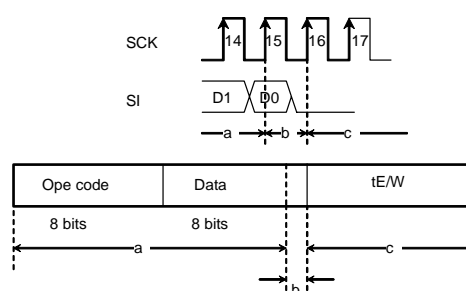 SCK 14 15 16 17
SI D1 D0
a b c
Ope code Data tE/W
8 bits 8 bits
a c
b